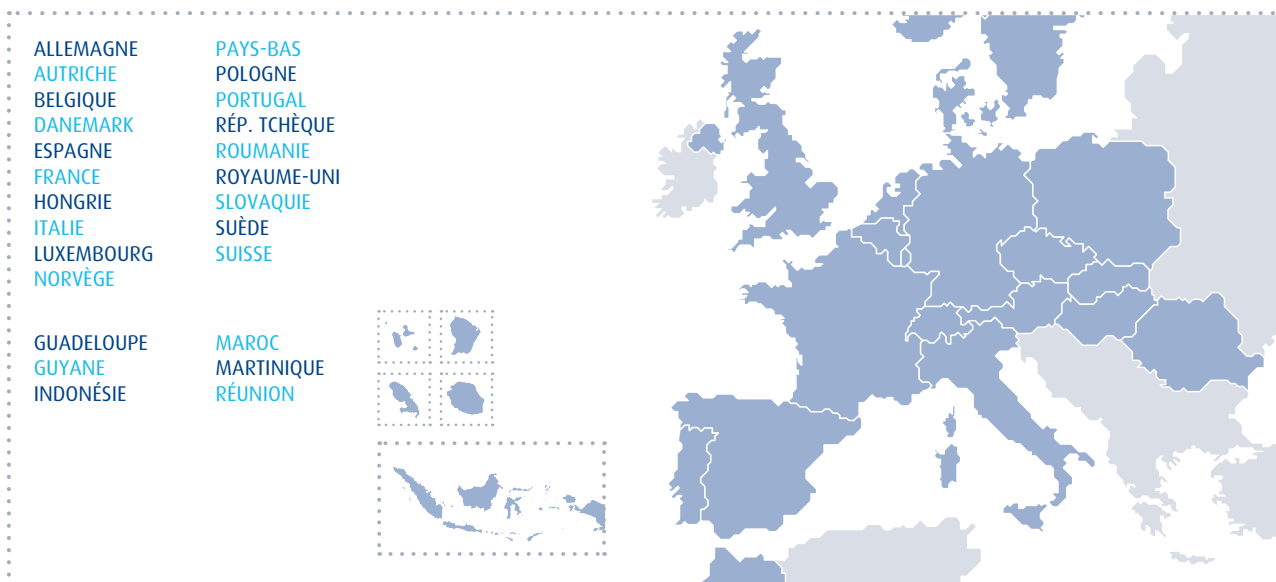 ALLEMAGNE
AUTRICHE
BELGIQUE
DANEMARK
ESPAGNE
FRANCE
HONGRIE
ITALIE
LUXEMBOURG
NORVÈGE
PAYS-BAS
POLOGNE
PORTUGAL
RÉP. TCHÈQUE
ROUMANIE
ROYAUME-UNI
SLOVAQUIE
SUÈDE
SUISSE
GUADELOUPE
GUYANE
INDONÉSIE
MAROC
MARTINIQUE
RÉUNION